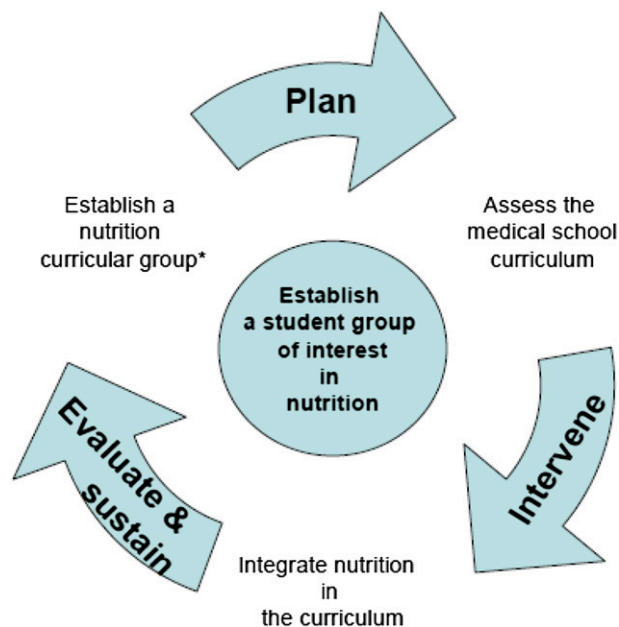 Plan
Establish a
nutrition
curricular group*
Assess the
medical school
curriculum
Establish
a student group
of interest
in
nutrition
Intervene
Evaluate &
sustain
Integrate nutrition
in
the curriculum